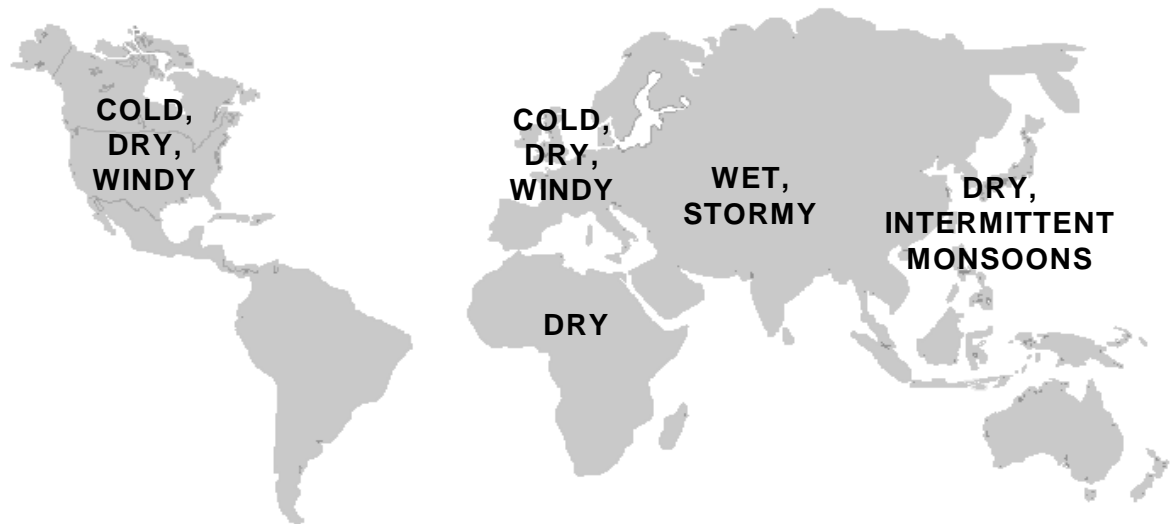 COLD,
DRY,
WINDY
COLD,
DRY,
WINDY
WET,
STORMY
DRY,
INTERMITTENT
MONSOONS
DRY